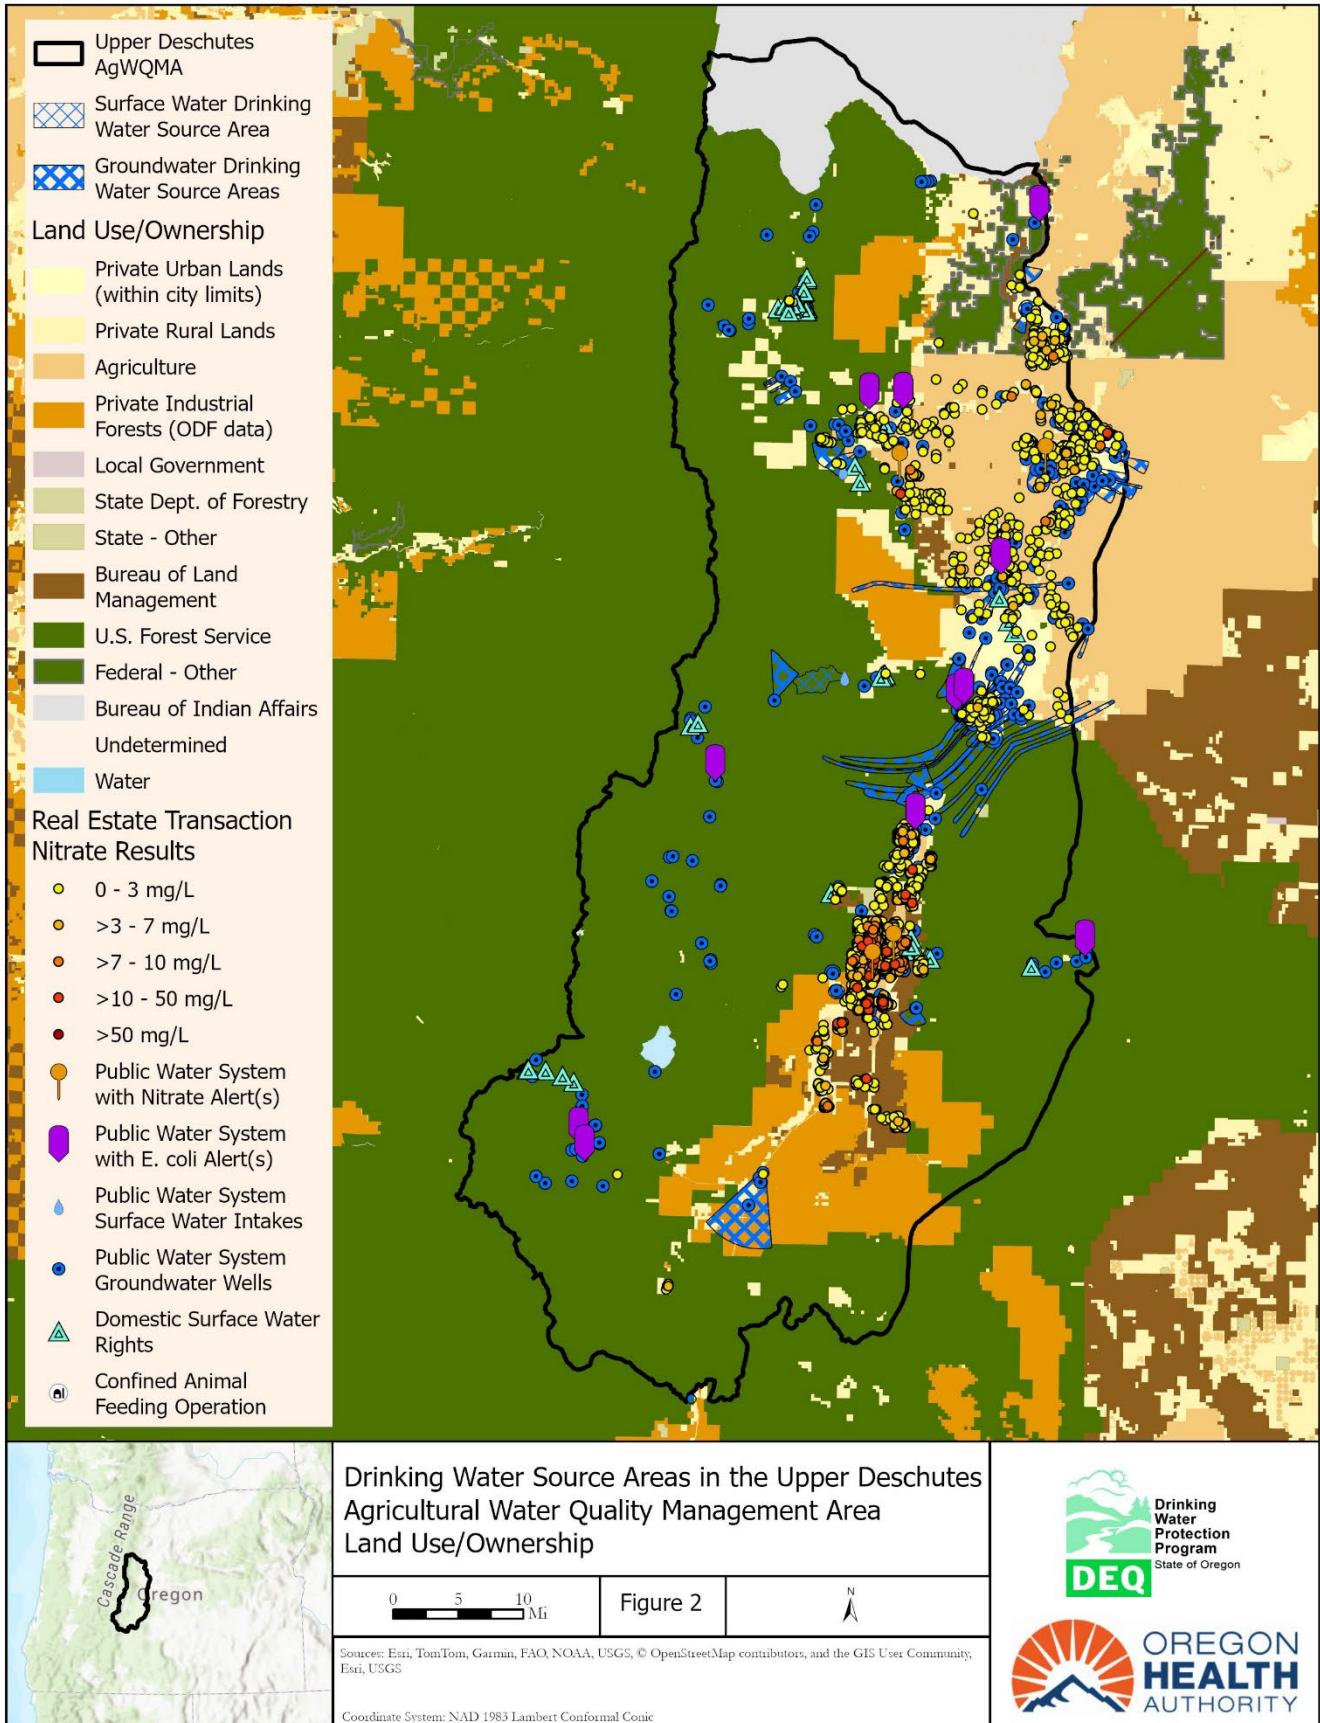 Upper Deschutes
AgWQMA
Surface Water Drinking
Water Source Area
Groundwater Drinking
Water Source Areas
Land Use/Ownership
Private Urban Lands
(within city limits)
Private Rural Lands
Agriculture
Private Industrial
Forests (ODF data)
Local Government
State Dept. of Forestry
State - Other
Bureau of Land
Management
U.S. Forest Service
Federal - Other
Bureau of Indian Affairs
Undetermined
Water
Real Estate Transaction
Nitrate Results
0 - 3 mg/L
>3 - 7 mg/L
>7 - 10 mg/L
>10 - 50 mg/L
>50 mg/L
Public Water System
with Nitrate Alert(s)
Public Water System
with E. coli Alert(s)
Public Water System
Surface Water Intakes
Public Water System
Groundwater Wells
Domestic Surface Water
Rights
Confined Animal
Feeding Operation
Cascade Range
Oregon
Drinking Water Source Areas in the Upper Deschutes
Agricultural Water Quality Management Area
Land Use/Ownership
0 5 10
Mi
Figure 2
N
Sources: Esri, TomTom, Garmin, FAO, NOAA, USGS, © OpenStreetMap contributors, and the GIS User Community,
Esri, USGS
Coordinate System: NAD 1983 Lambert Conformal Conic
Drinking
Water
Protection
Program
State of Oregon
DEQ
OREGON
HEALTH
AUTHORITY